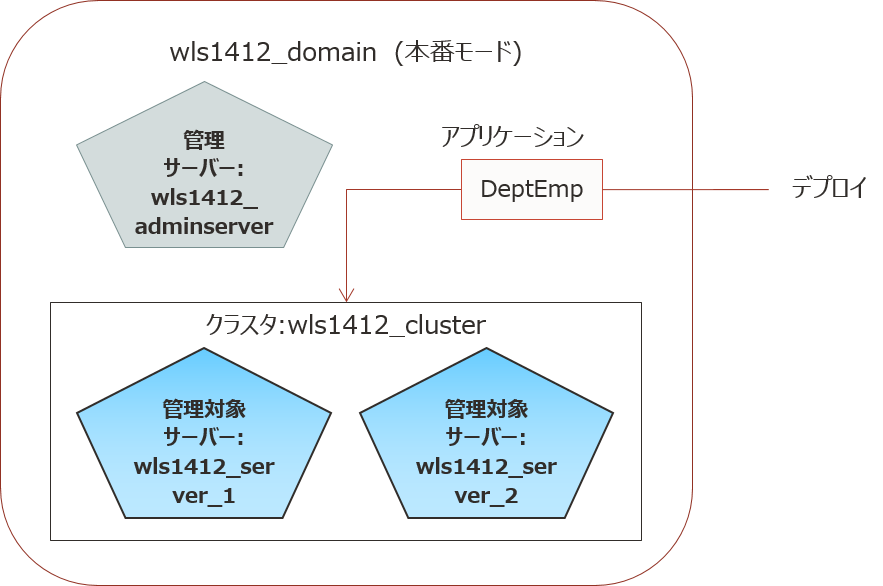 wls1412_domain (本番モード)
管理
サーバー:
wls1412_
adminserver
アプリケーション
DeptEmp
デプロイ
クラスタ:wls1412_cluster
管理対象
サーバー:
wls1412_ser
ver_1
管理対象
サーバー:
wls1412_ser
ver_2